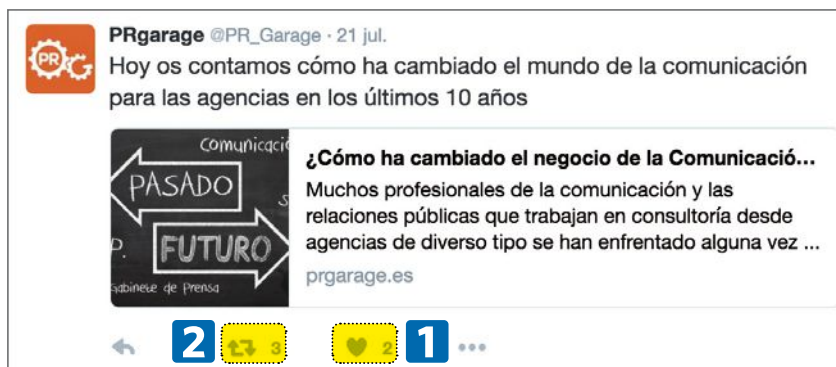 PRgarage @PR_Garage · 21 jul.
PR
Hoy os contamos cómo ha cambiado el mundo de la comunicación
para las agencias en los últimos 10 años
Comunicació
PASADO
S
P.
FUTURO
Gabinete de Prensa
¿Cómo ha cambiado el negocio de la Comunicació...
Muchos profesionales de la comunicación y las
relaciones públicas que trabajan en consultoría desde
agencias de diverso tipo se han enfrentado alguna vez ...
prgarage.es
2 3 2 1